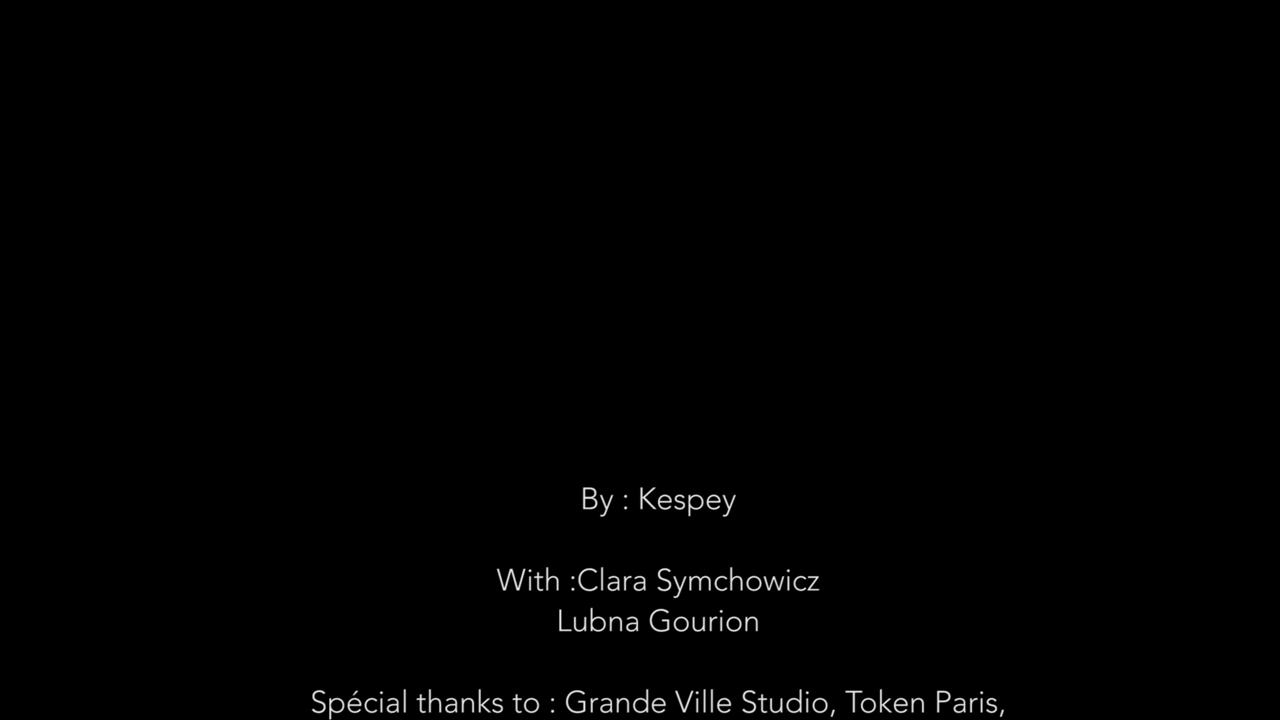 By : Kespey
With :Clara Symchowicz
Lubna Gourion
Spécial thanks to : Grande Ville Studio, Token Paris,